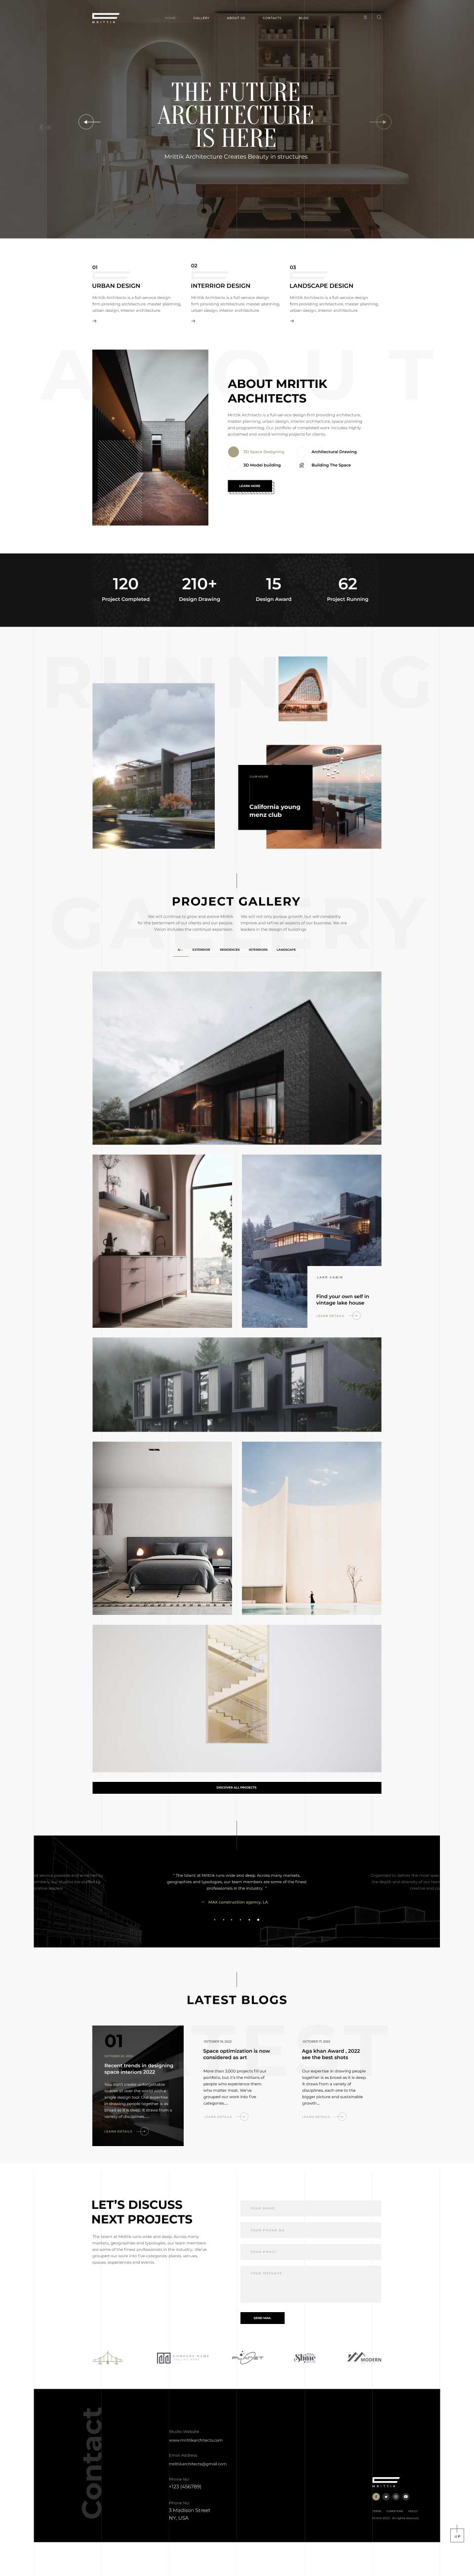 MRITTIK
HOME
GALLERY
ABOUT US
CONTACTS
BLOG
THE FUTURE
ARCHITECTURE
IS HERE
Mrittik Architecture Creates Beauty in structures
01
URBAN DESIGN
Mrittik Architects is a full-service design
firm providing architecture, master planning,
urban design, interior architecture
02
INTERRIOR DESIGN
Mrittik Architects is a full-service design
firm providing architecture, master planning,
urban design, interior architecture
03
LANDSCAPE DESIGN
Mrittik Architects is a full-service design
firm providing architecture, master planning,
urban design, interior architecture
ABOUT
ABOUT MRITTIK
ARCHITECTS
Mrittik Architects is a full-service design firm providing architecture,
master planning, urban design, interior architecture, space planning
and programming. Our portfolio of completed work includes highly
acclaimed and award-winning projects for clients.
3D Space Designing
Architectural Drawing
3D Model building
Building The Space
LEARN MORE
120
Project Completed
210+
Design Drawing
15
Design Award
62
Project Running
RUNNING
CLUB HOUSE
California young
menz club
GALLERY
PROJECT GALLERY
We will continue to grow and evolve Mrittik
for the betterment of our clients and our people.
Vision includes the continual expansion.
We will not only pursue growth, but will constantly
improve and refine all aspects of our business. We are
leaders in the design of buildings
EXTERRIOR
RESIDENCES
INTERRIORS
LANDSCAPE
LAKE CABIN
Find your own self in
vintage lake house
LEARN DETAILS
DISCOVER ALL PROJECTS
" The talent at Mrittik runs wide and deep. Across many markets,
geographies and typologies, our team members are some of the finest
professionals in the industry. "
MAX construction agency, LA
LATEST BLOGS
01
Recent trends in designing
space interiors 2022
You can't create unforgettable
spaces all over the world with a
single design tool. Our expertise
in drawing people together is as
broad as it is deep. It draws from a
variety of disciplines.....
LEARN DETAILS
OCTOBER 19, 2022
Space optimization is now
considered as art
More then 3,000 projects fill our
portfolio, but it's the millions of
people who experience them
who matter most. We've
grouped our work into five
categories....
LEARN DETAILS
OCTOBER 17, 2022
Aga khan Award , 2022
see the best shots
Our expertise in drawing people
together is as broad as it is deep.
It draws from a variety of
disciplines, each one to the
bigger picture and sustainable
growth...
LEARN DETAILS
LET'S DISCUSS
NEXT PROJECTS
The talent at Mrittik runs wide and deep. Across many
markets, geographies and typologies, our team members
are some of the finest professionals in the industry. We've
grouped our work into five categories: plants, venues,
spaces, experiences and events.
YOUR NAME
YOUR PHONE NO
YOUR EMAIL
YOUR MESSAGE
SEND MAIL
COMPANY NAME
PLANET
Shine
MODERN
Contact
Studio Website
www.mrittikarchitects.com
Email Address
mrittikarchitects@gmail.com
Phone No:
+123 (456789)
Phone No:
3 Madison Street
NY, USA
MRITTIK
UP